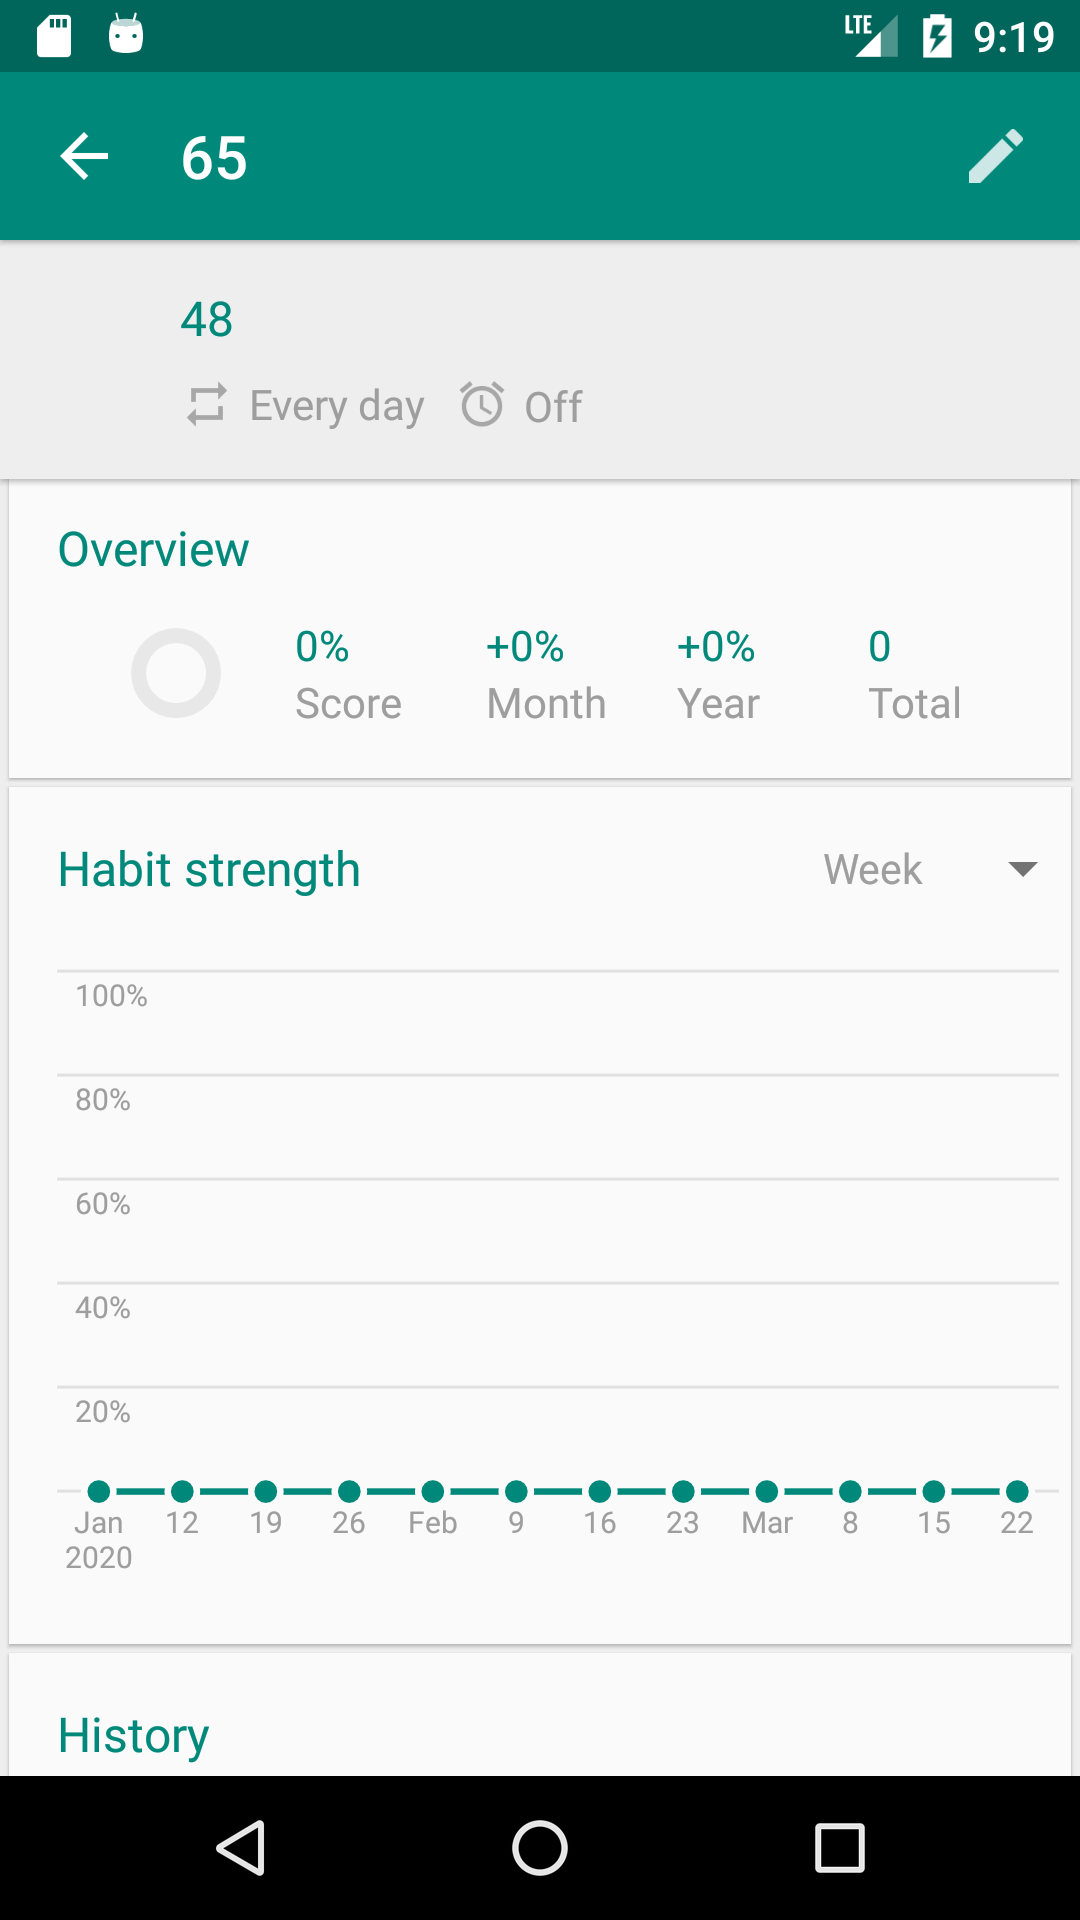 LTE 9:19
65
48
Every day Off
Overview
0% +0% +0% 0
Score Month Year Total
Habit strength Week
100%
80%
60%
40%
20%
Jan 12 19 26 Feb 9 16 23 Mar 8 15 22
2020
History